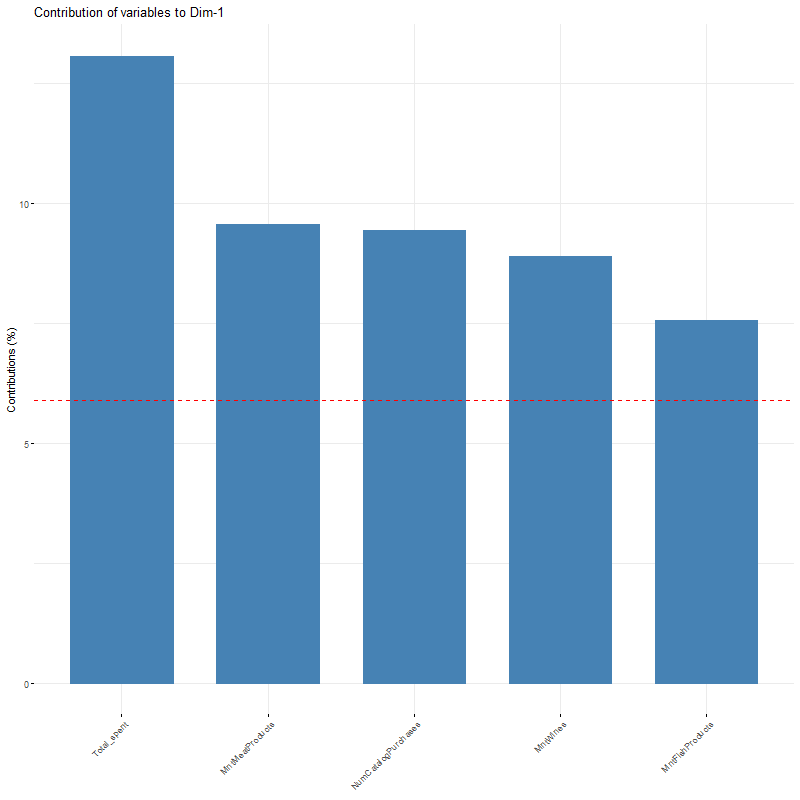 Contribution of variables to Dim-1
Contributions (%)
10
5
0
Total_spent
MntMeatProducts
NumCatalogPurchases
MntWines
MntFishProducts